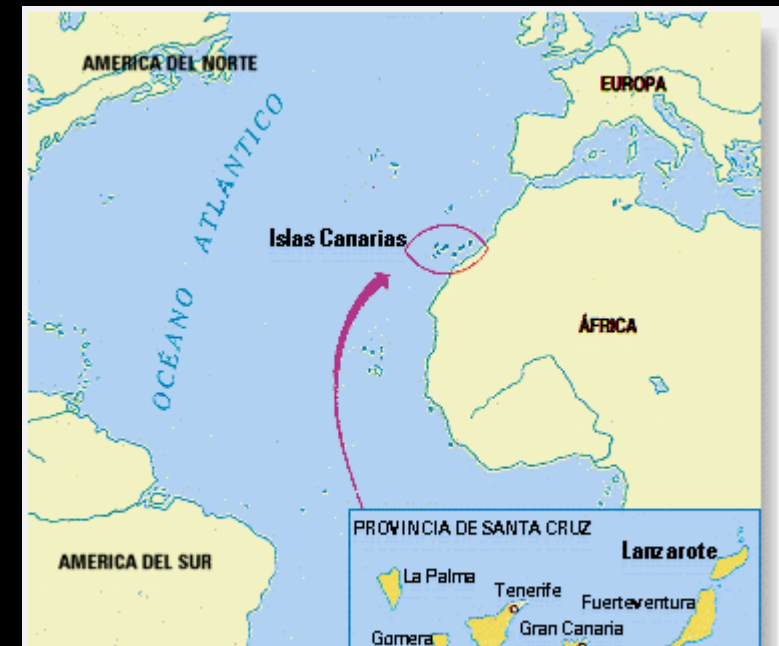 AMERICA DEL NORTE
EUROPA
OCÉANO ATLÁNTICO
Islas Canarias
ÁFRICA
PROVINCIA DE SANTA CRUZ
Lanzarote
AMERICA DEL SUR
La Palma
Tenerife
Fuerteventura
Gran Canaria
Gomera